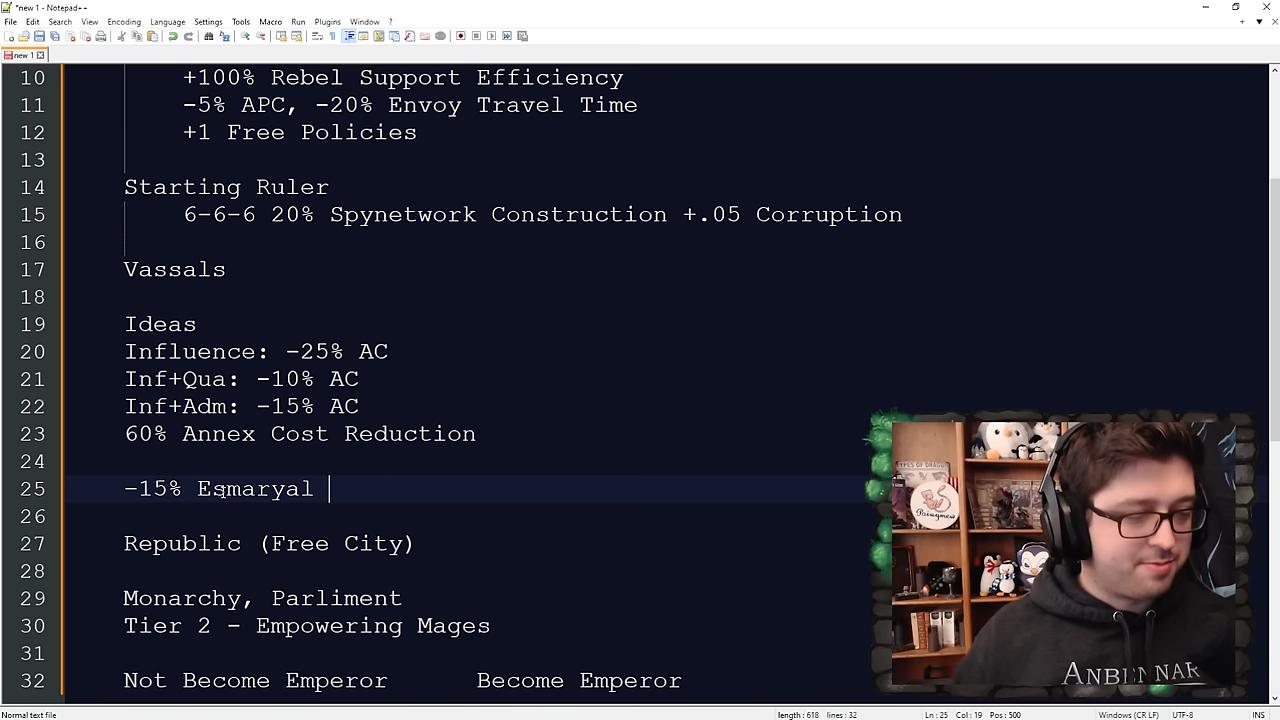 *new 1 - Notepad++
File Edit Search View Encoding Language Settings Tools Macro Run Plugins Window ?
new 1
10 +100% Rebel Support Efficiency
11 -5% APC, -20% Envoy Travel Time
12 +1 Free Policies
13
14 Starting Ruler
15 6-6-6 20% Spynetwork Construction +.05 Corruption
16
17 Vassals
18
19 Ideas
20 Influence: -25% AC
21 Inf+Qua: -10% AC
22 Inf+Adm: -15% AC
23 60% Annex Cost Reduction
24
25 -15% Esmaryal
26
27 Republic (Free City)
28
29 Monarchy, Parliment
30 Tier 2 - Empowering Mages
31
32 Not Become Emperor Become Emperor
ANBENNAR
Normal text file length : 618 lines : 32 Ln : 25 Col : 19 Pos : 500 Windows (CR LF) UTF-8 INS